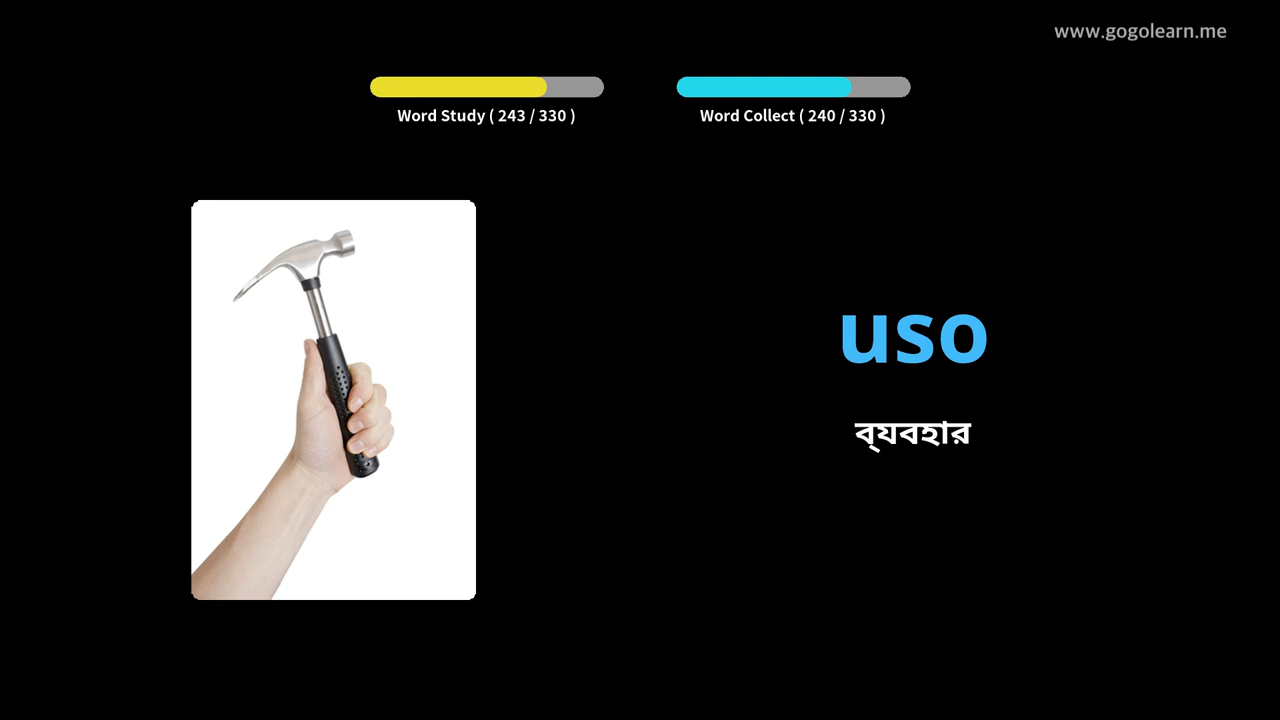 www.gogolearn.me
Word Study ( 243 / 330 )
Word Collect ( 240 / 330 )
uso
ব্যবহার